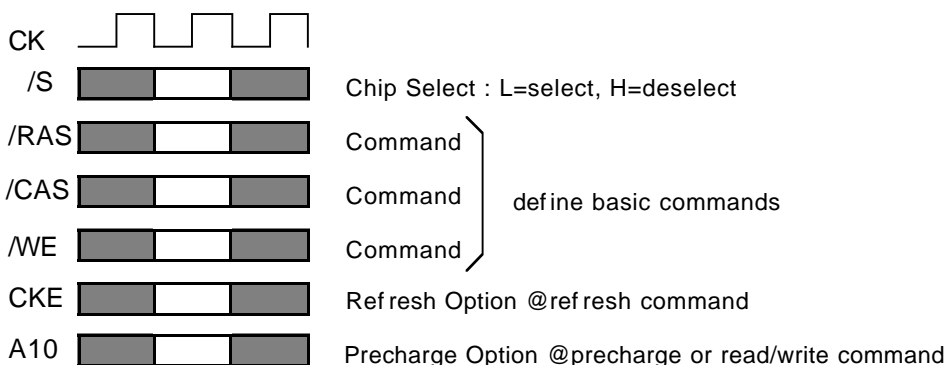 CK
/S Chip Select : L=select, H=deselect
/RAS Command
/CAS Command define basic commands
/WE Command
CKE Refresh Option @refresh command
A10 Precharge Option @precharge or read/write command